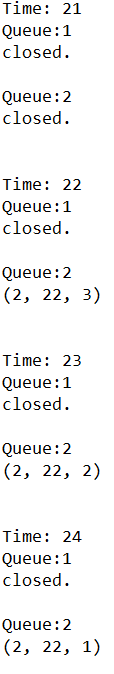 Time: 21
Queue:1
closed.
Queue:2
closed.
Time: 22
Queue:1
closed.
Queue:2
(2, 22, 3)
Time: 23
Queue:1
closed.
Queue:2
(2, 22, 2)
Time: 24
Queue:1
closed.
Queue:2
(2, 22, 1)